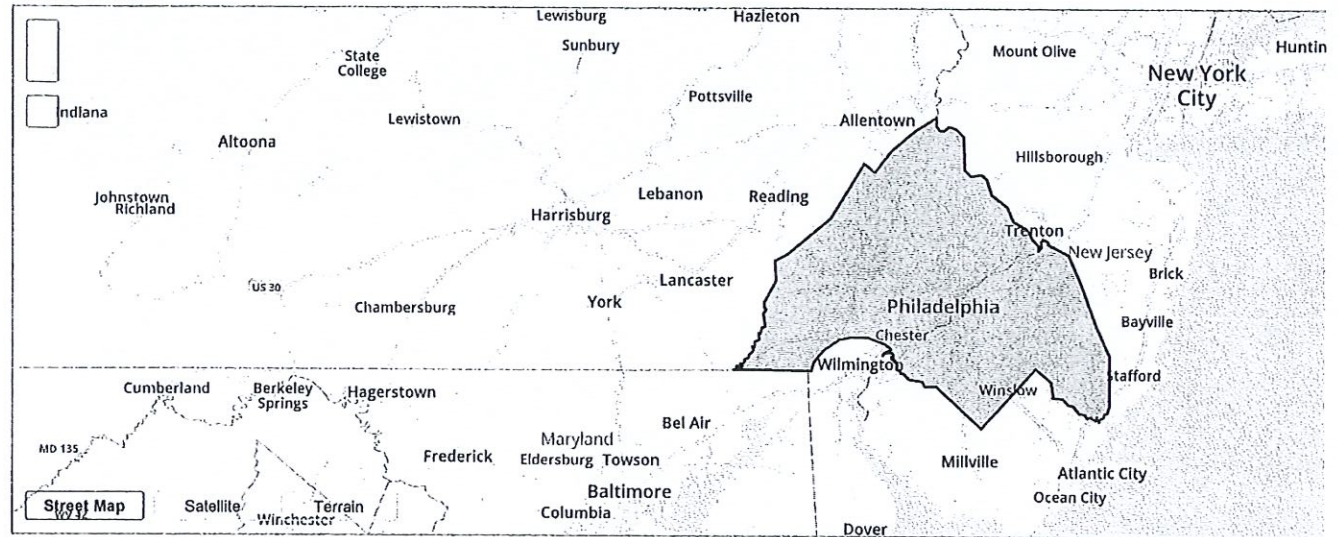 Lewisburg
Hazleton
Sunbury
State
College
Mount Olive
Huntin
New York
City
Indiana
Pottsville
Lewistown
Allentown
Altoona
Hillsborough
Johnstown
Richland
Lebanon
Reading
Harrisburg
Trenton
New Jersey
Brick
Lancaster
US 30
Chambersburg
York
Philadelphia
Bayville
Chester
Wilmington
Stafford
Cumberland
Berkeley
Springs
Hagerstown
Winslow
Bel Air
MD 135
Frederick
Maryland
Eldersburg
Towson
Millville
Atlantic City
Baltimore
Ocean City
Street Map
Satellite
Terrain
Columbia
Winchester
Dover